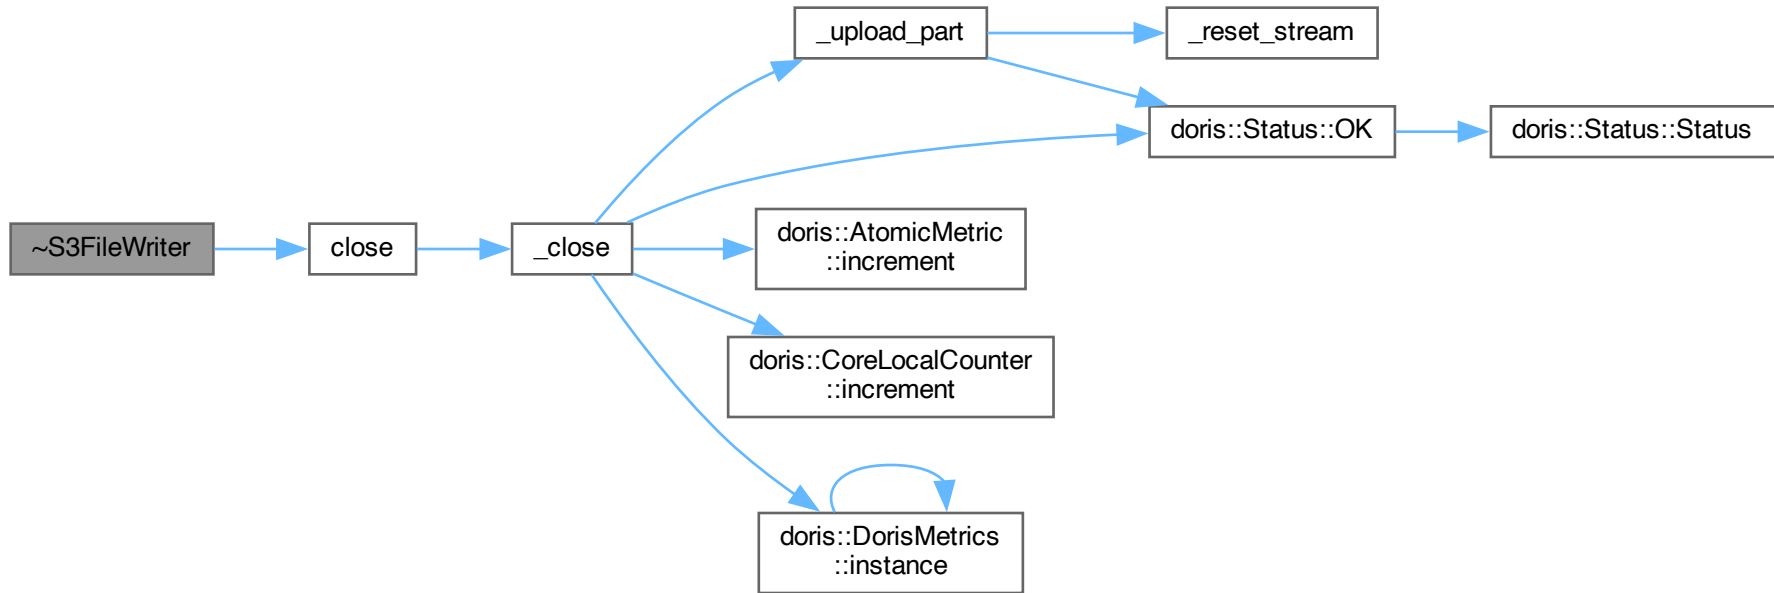 _upload_part
_reset_stream
doris::Status::OK
doris::Status::Status
~S3FileWriter
close
_close
doris::AtomicMetric
::increment
doris::CoreLocalCounter
::increment
doris::DorisMetrics
::instance